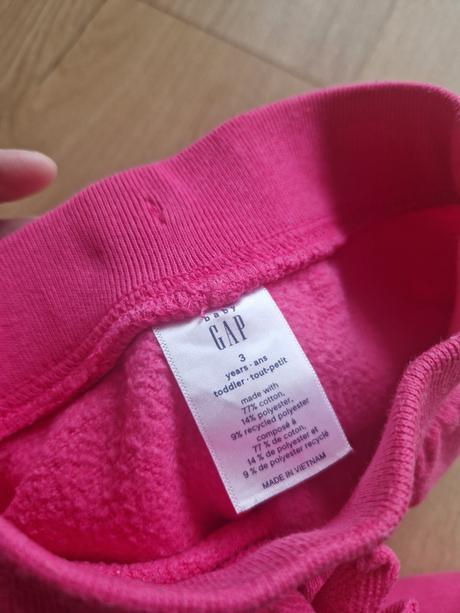 baby
GAP
3
years · ans
toddler · tout-petit
made with
77% cotton,
14% polyester,
9% recycled polyester
composé à
77 % de coton,
14 % de polyester et
9 % de polyester recyclé
MADE IN VIETNAM